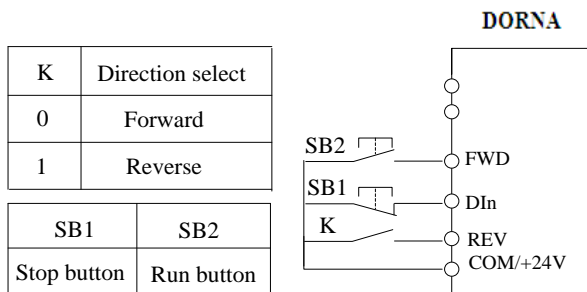 DORNA
K Direction select
0 Forward
1 Reverse
SB1 SB2
Stop button Run button
SB2 FWD
SB1 DIn
K REV
COM/+24V